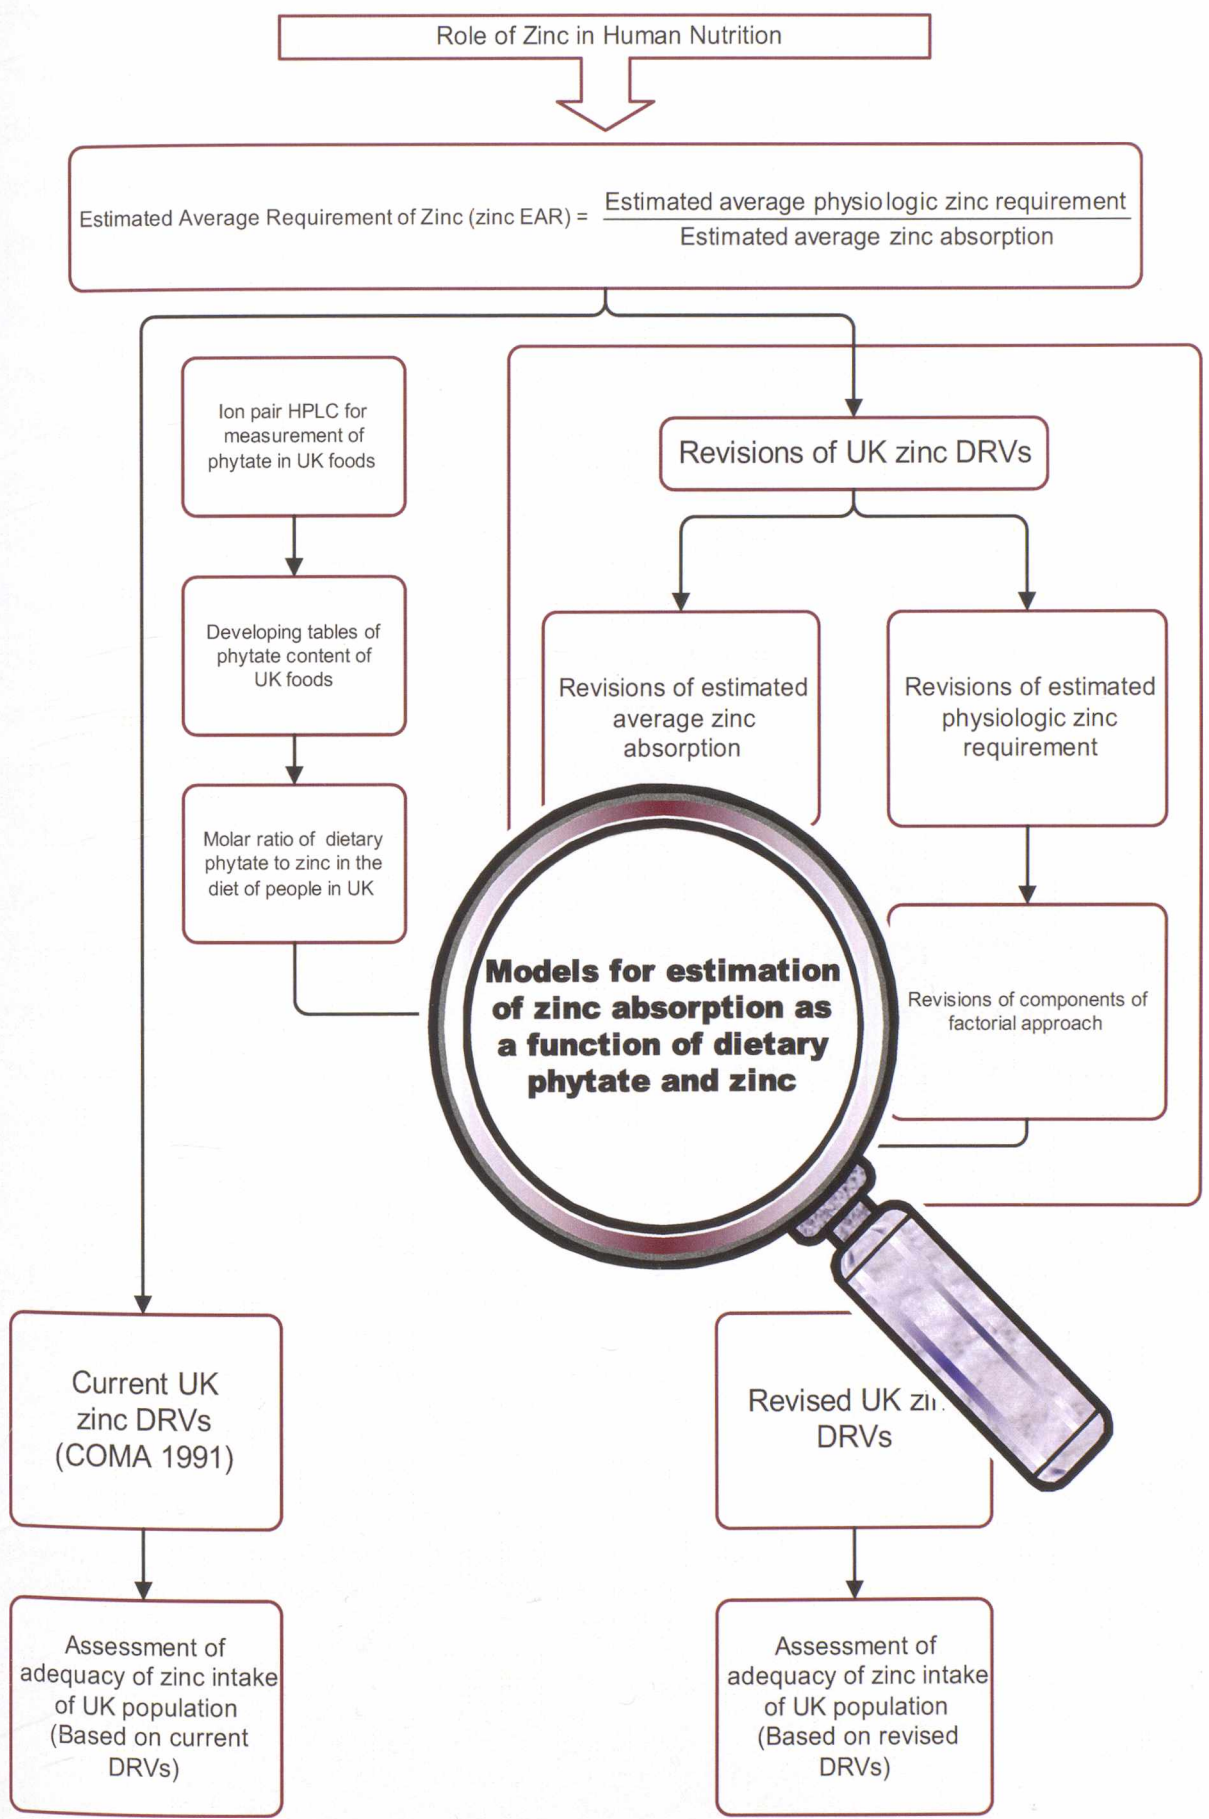 Role of Zinc in Human Nutrition
Estimated Average Requirement of Zinc (zinc EAR) =
Estimated average physiologic zinc requirement
Estimated average zinc absorption
Ion pair HPLC for
measurement of
phytate in UK foods
Developing tables of
phytate content of
UK foods
Molar ratio of dietary
phytate to zinc in the
diet of people in UK
Revisions of UK zinc DRVs
Revisions of estimated
average zinc
absorption
Revisions of estimated
physiologic zinc
requirement
Models for estimation
of zinc absorption as
a function of dietary
phytate and zinc
Revisions of components of
factorial approach
Current UK
zinc DRVs
(COMA 1991)
Revised UK
DRVs
Assessment of
adequacy of zinc intake
of UK population
(Based on current
DRVs)
Assessment of
adequacy of zinc intake
of UK population
(Based on revised
DRVs)